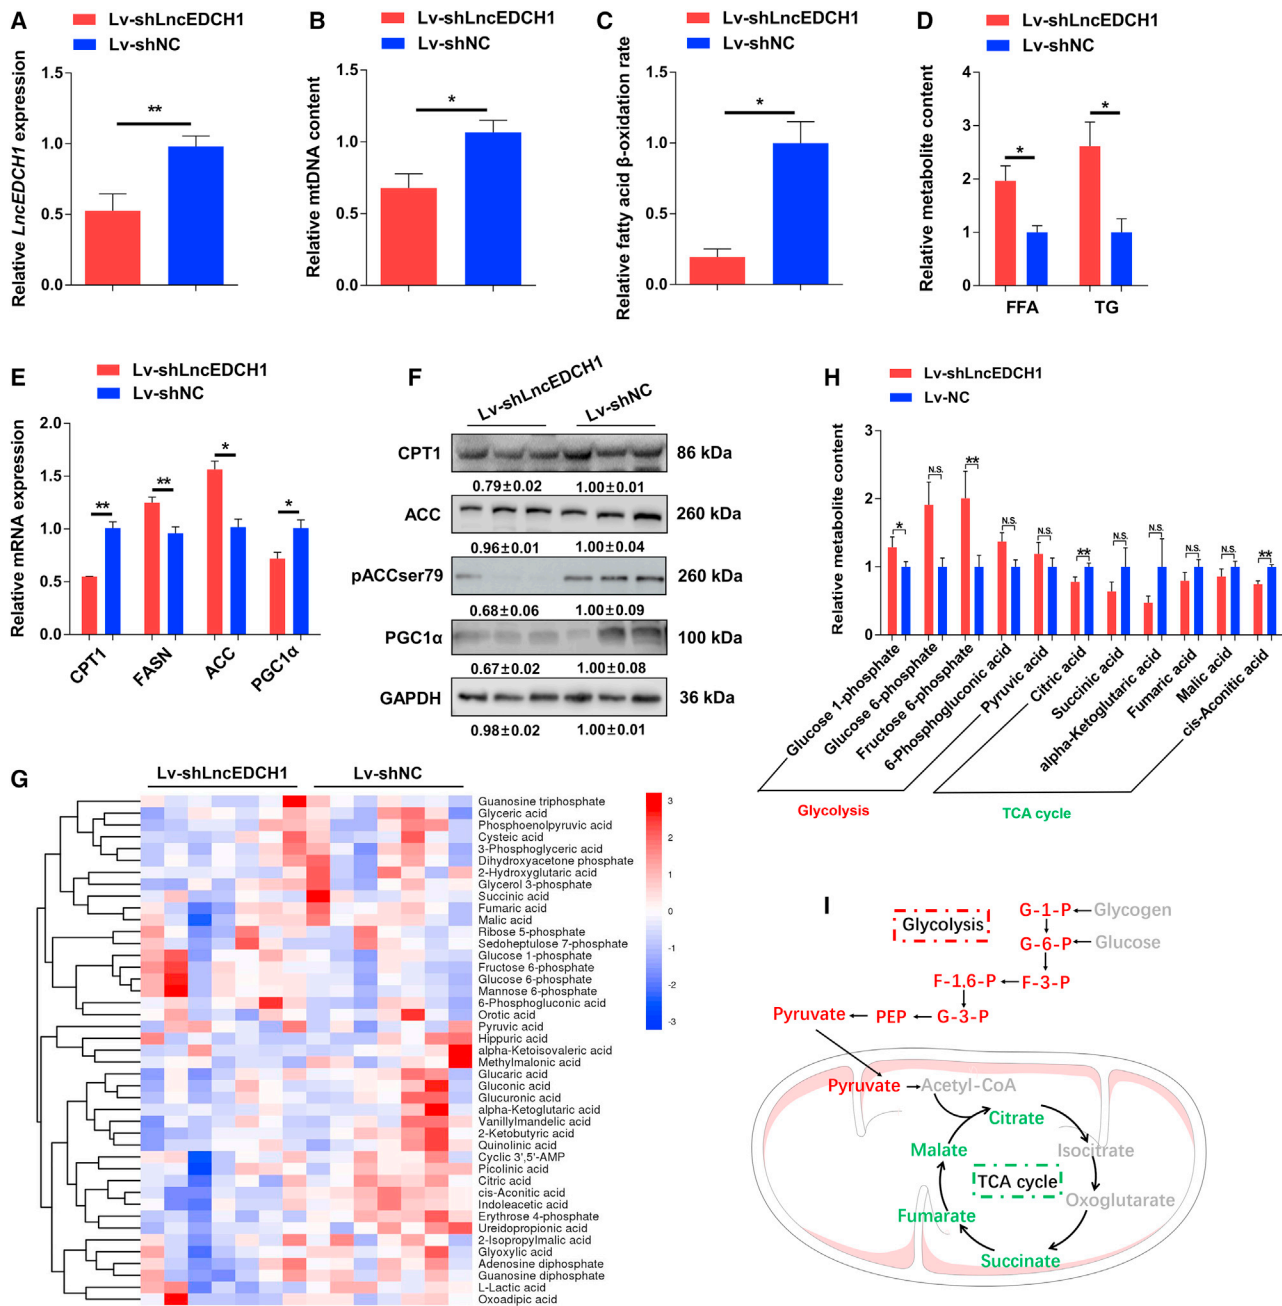 A
Lv-shLncEDCH1
Lv-shNC
Relative LncEDCH1 expression
1.5
1.0
0.5
0.0
**
B
Lv-shLncEDCH1
Lv-shNC
Relative mtDNA content
1.5
1.0
0.5
0.0
*
C
Lv-shLncEDCH1
Lv-shNC
Relative fatty acid β-oxidation rate
1.5
1.0
0.5
0.0
*
D
Lv-shLncEDCH1
Lv-shNC
Relative metabolite content
4
3
2
1
0
*
*
FFA
TG
E
Lv-shLncEDCH1
Lv-shNC
Relative mRNA expression
2.0
1.5
1.0
0.5
0.0
**
**
*
*
CPT1
FASN
ACC
PGC1α
F
Lv-shLncEDCH1
Lv-shNC
CPT1
86 kDa
0.79±0.02
1.00±0.01
ACC
260 kDa
0.96±0.01
1.00±0.04
pACCser79
260 kDa
0.68±0.06
1.00±0.09
PGC1α
100 kDa
0.67±0.02
1.00±0.08
GAPDH
36 kDa
0.98±0.02
1.00±0.01
H
Lv-shLncEDCH1
Lv-NC
Relative metabolite content
3
2
1
0
*
N.S.
**
N.S.
N.S.
**
N.S.
N.S.
N.S.
N.S.
**
Glucose 1-phosphate
Glucose 6-phosphate
Fructose 6-phosphate
6-Phosphogluconic acid
Pyruvic acid
Citric acid
Succinic acid
alpha-Ketoglutaric acid
Fumaric acid
Malic acid
cis-Aconitic acid
Glycolysis
TCA cycle
G
Lv-shLncEDCH1
Lv-shNC
Guanosine triphosphate
Glyceric acid
Phosphoenolpyruvic acid
Cysteic acid
3-Phosphoglyceric acid
Dihydroxyacetone phosphate
2-Hydroxyglutaric acid
Glycerol 3-phosphate
Succinic acid
Fumaric acid
Malic acid
Ribose 5-phosphate
Sedoheptulose 7-phosphate
Glucose 1-phosphate
Fructose 6-phosphate
Glucose 6-phosphate
Mannose 6-phosphate
6-Phosphogluconic acid
Orotic acid
Pyruvic acid
Hippuric acid
alpha-Ketoisovaleric acid
Methylmalonic acid
Glucaric acid
Gluconic acid
Glucuronic acid
alpha-Ketoglutaric acid
Vanillylmandelic acid
2-Ketobutyric acid
Quinolinic acid
Cyclic 3',5'-AMP
Picolinic acid
Citric acid
cis-Aconitic acid
Indoleacetic acid
Erythrose 4-phosphate
Ureidopropionic acid
2-Isopropylmalic acid
Glyoxylic acid
Adenosine diphosphate
Guanosine diphosphate
L-Lactic acid
Oxoadipic acid
3
2
1
0
-1
-2
-3
I
Glycolysis
G-1-P
Glycogen
G-6-P
Glucose
F-1,6-P
F-3-P
Pyruvate
PEP
G-3-P
Pyruvate
Acetyl-CoA
Citrate
Malate
Isocitrate
TCA cycle
Oxoglutarate
Fumarate
Succinate